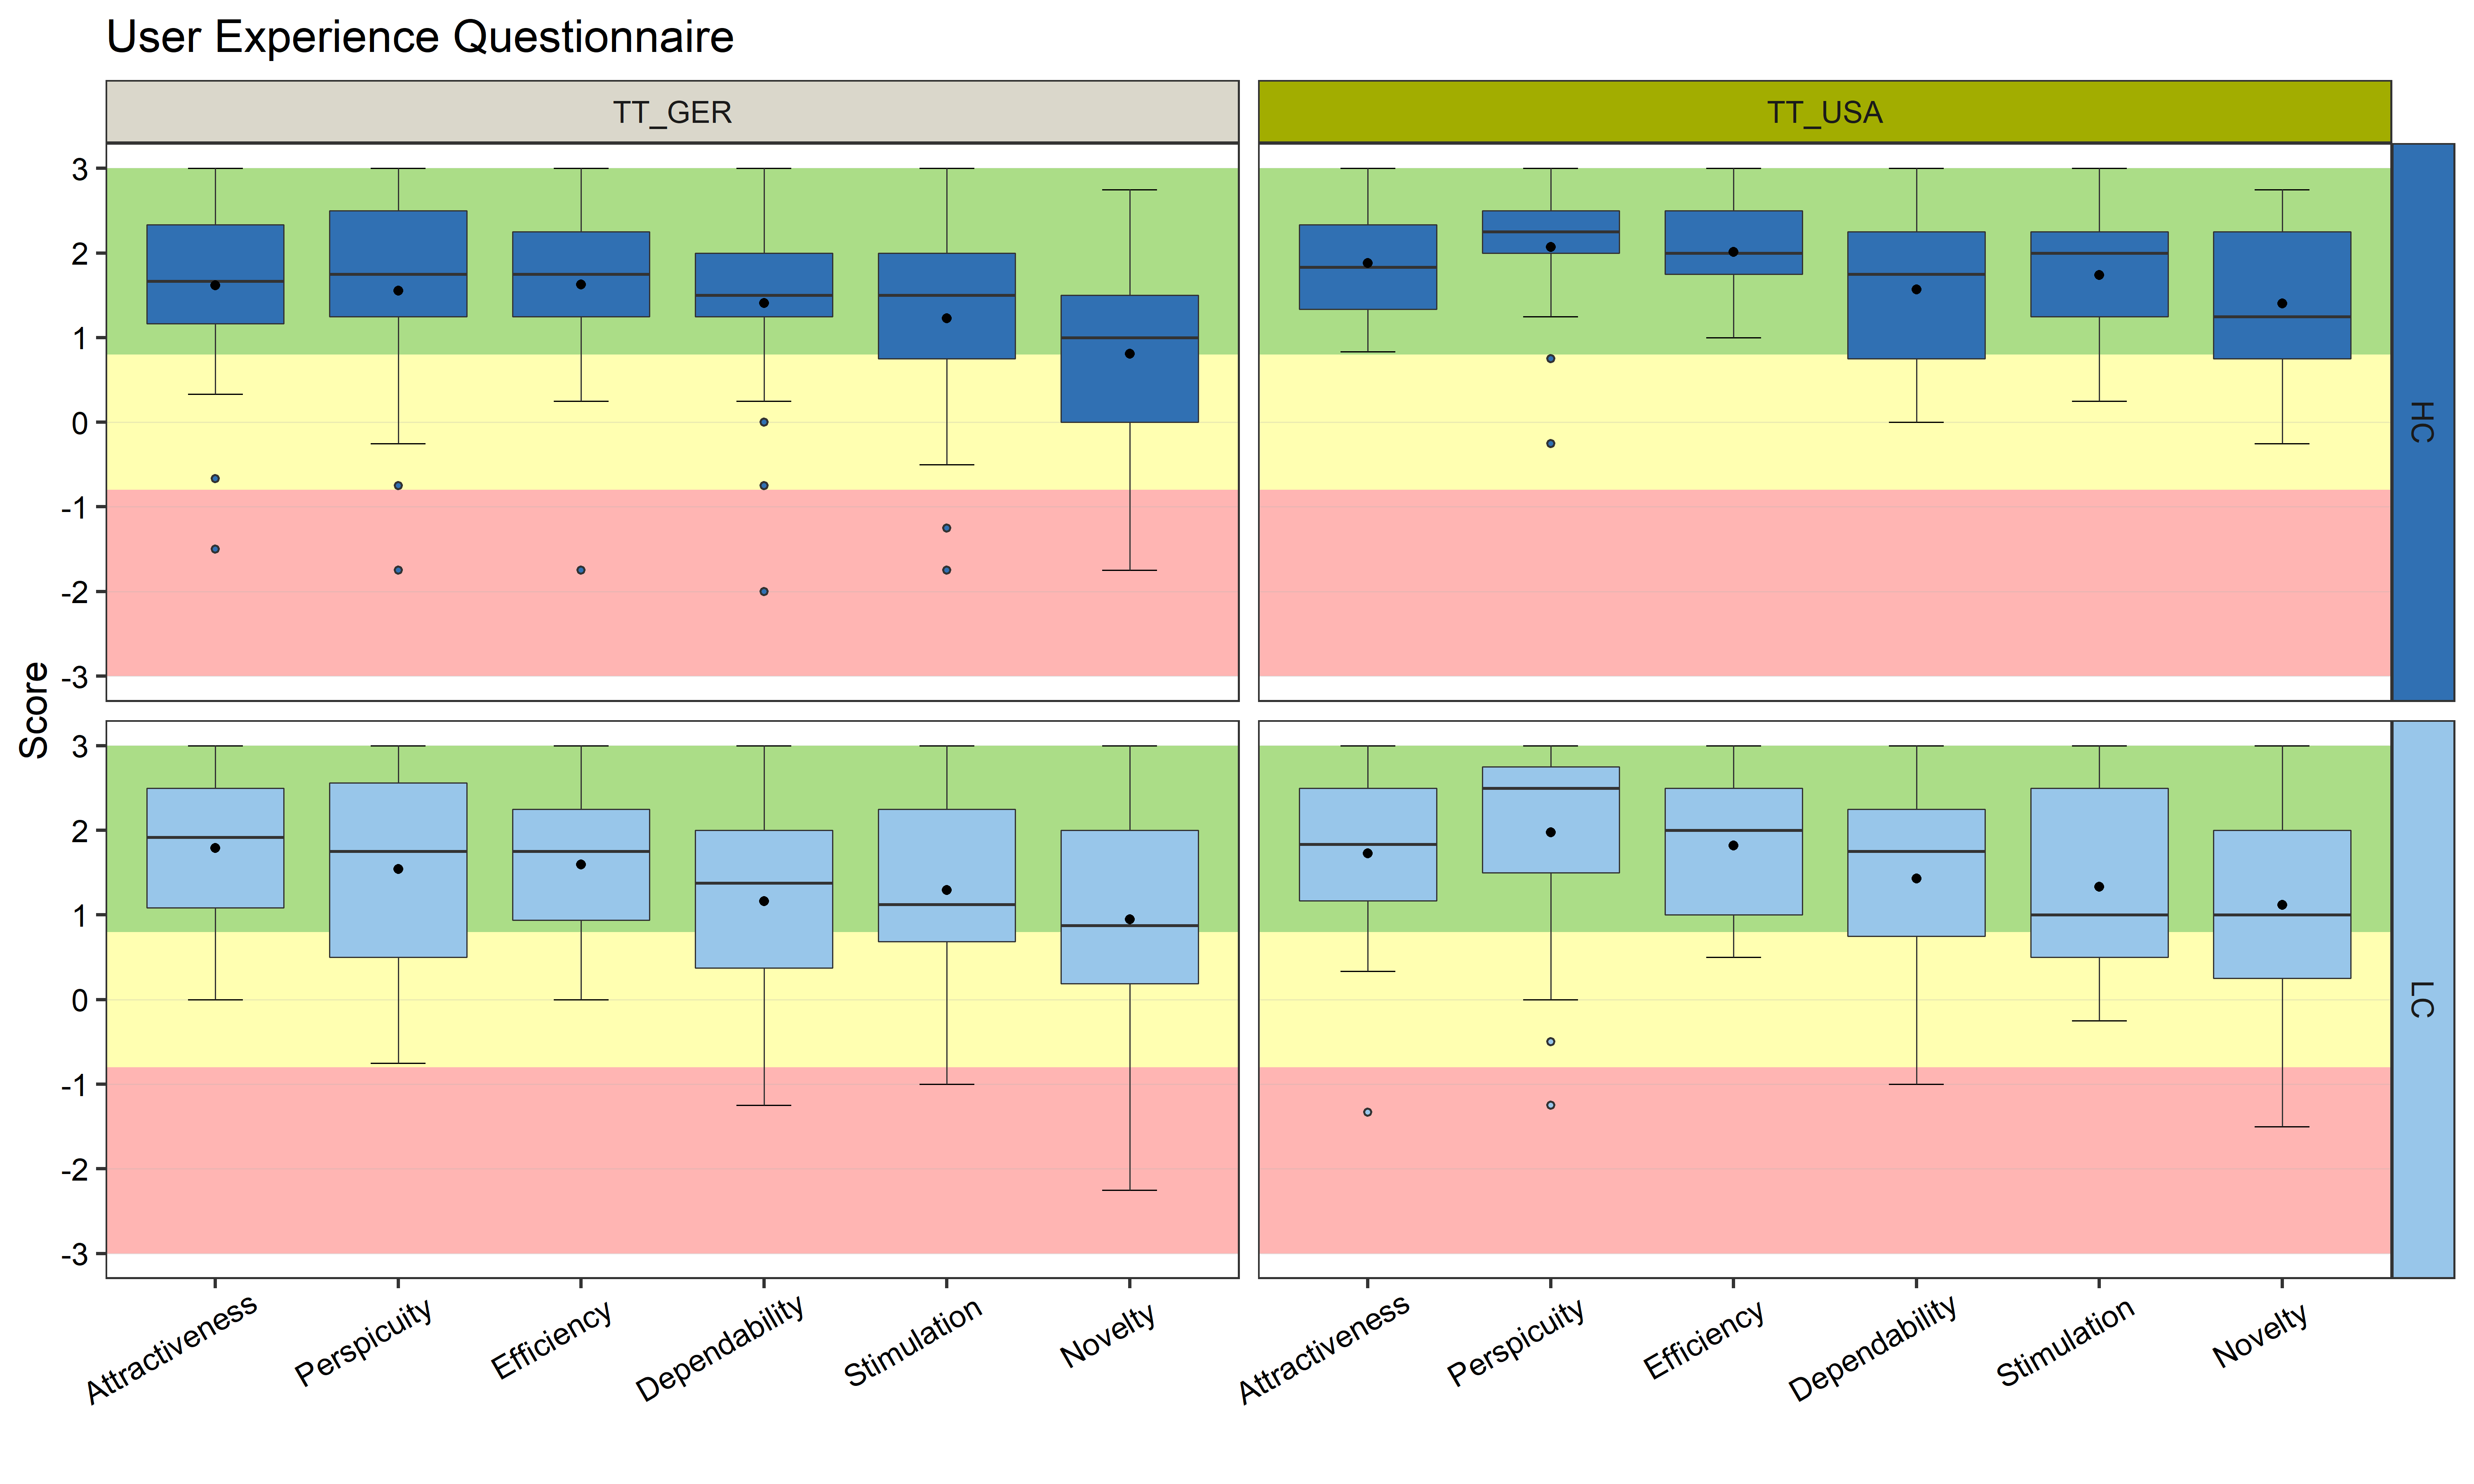 User Experience Questionnaire
TT_GER
TT_USA
3
2
1
0
-1
-2
-3
HC
Score
3
2
1
0
-1
-2
-3
LC
Attractiveness
Perspicuity
Efficiency
Dependability
Stimulation
Novelty
Attractiveness
Perspicuity
Efficiency
Dependability
Stimulation
Novelty